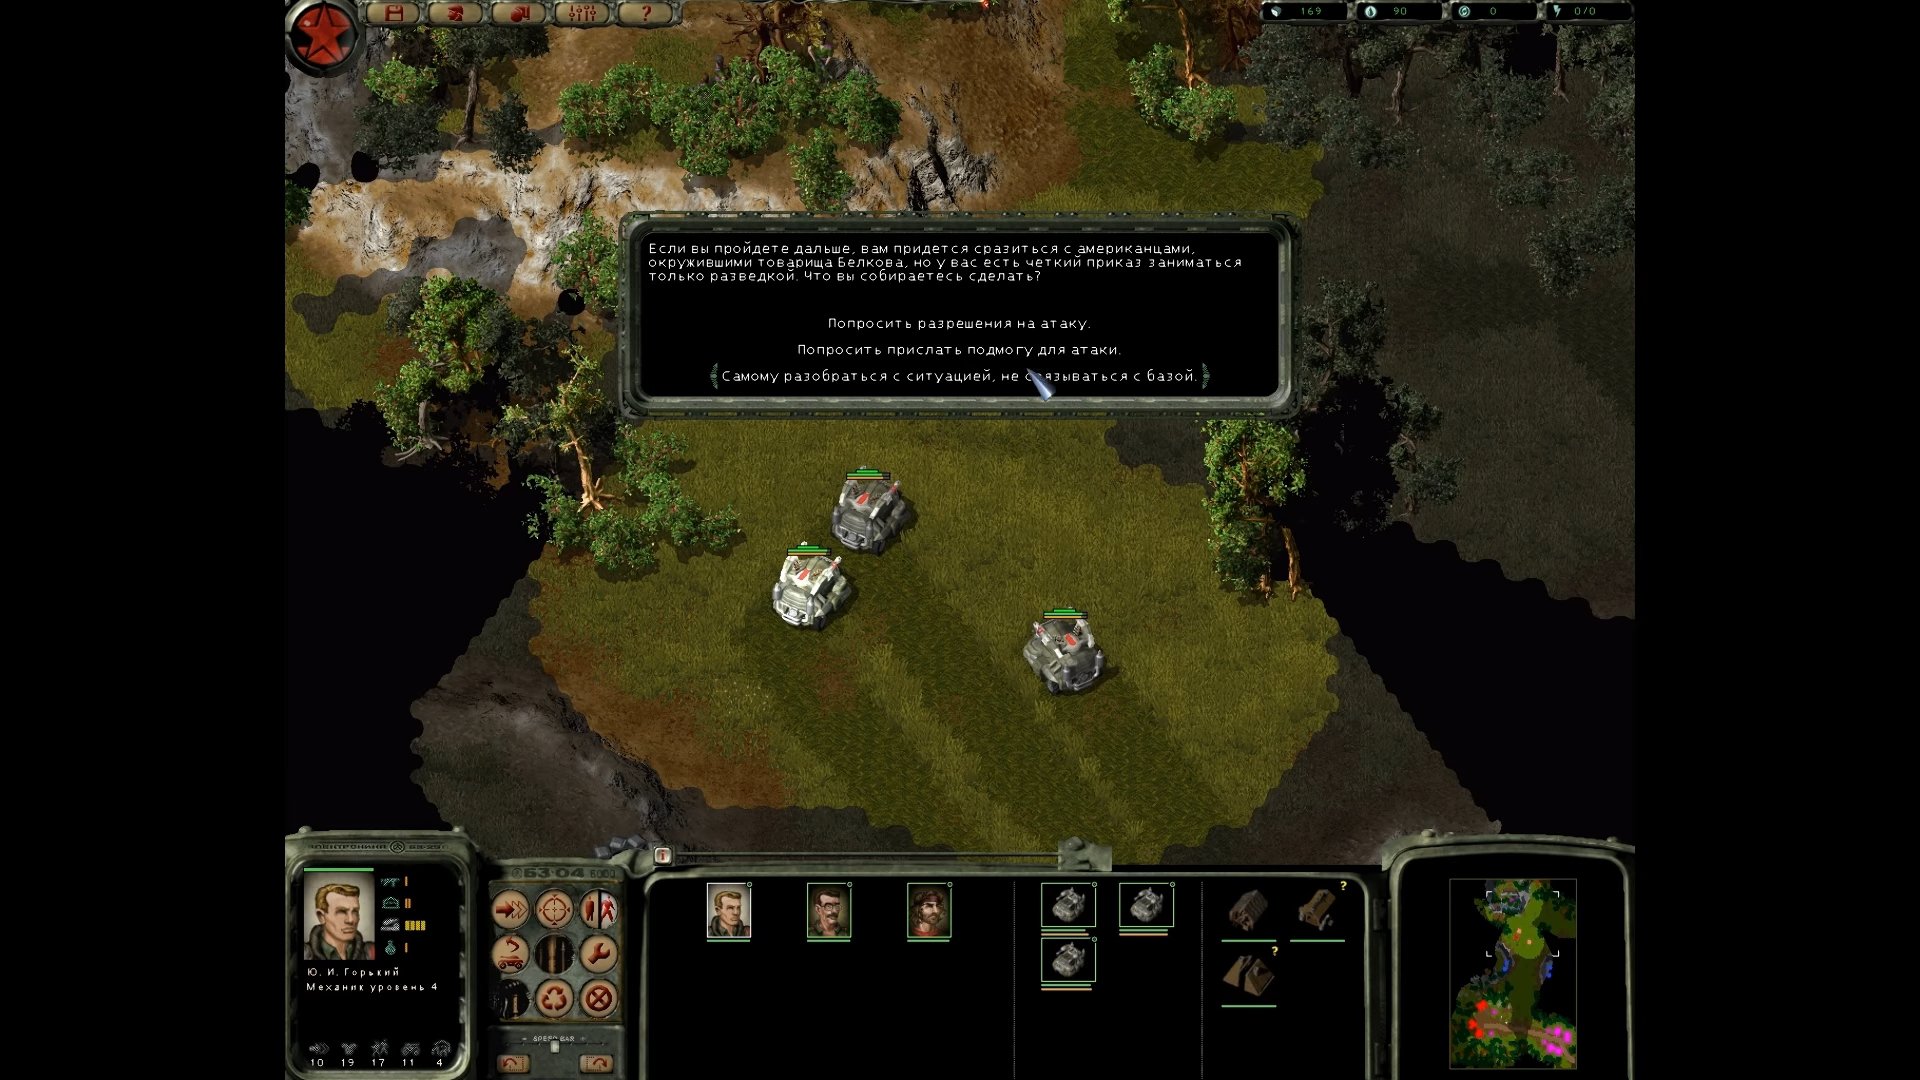 169 90 0 0/0
Если вы пройдете дальше, вам придется сразиться с американцами,
окружившими товарища Белкова, но у вас есть четкий приказ заниматься
только разведкой. Что вы собираетесь сделать?
Попросить разрешения на атаку.
Попросить прислать подмогу для атаки.
Самому разобраться с ситуацией, не связываться с базой.
Ю. И. Горький
Механик уровень 4
SPEED BAR
10 19 17 11 4